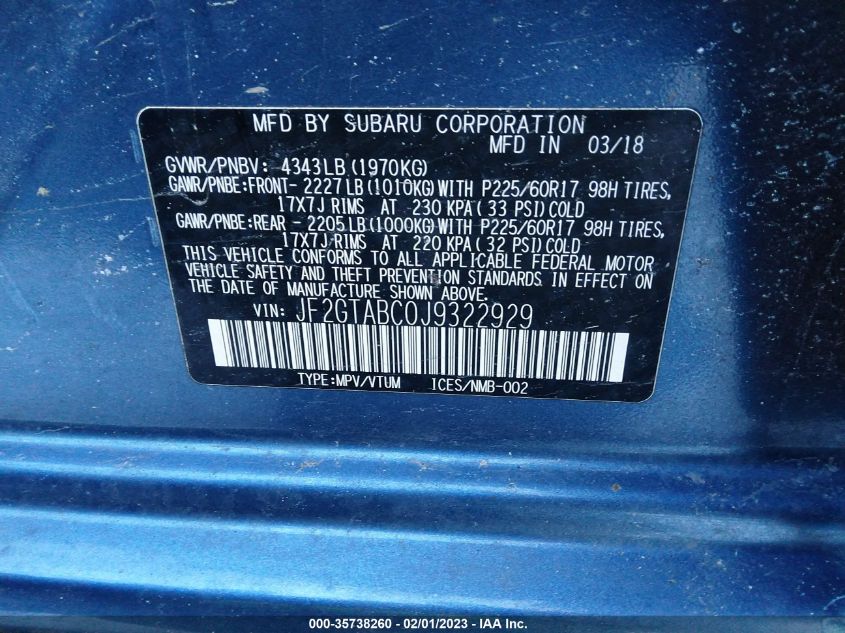 MFD BY SUBARU CORPORATION
MFD IN 03/18
GVWR/PNBV: 4343LB(1970KG)
GAWR/PNBE:FRONT- 2227LB(1010KG)WITH P225/60R17 98H TIRES,
17X7J RIMS AT 230 KPA(33 PSI)COLD
GAWR/PNBE:REAR - 2205LB(1000KG)WITH P225/60R17 98H TIRES,
17X7J RIMS AT 220 KPA(32 PSI)COLD
THIS VEHICLE CONFORMS TO ALL APPLICABLE FEDERAL MOTOR
VEHICLE SAFETY AND THEFT PREVENTION STANDARDS IN EFFECT ON
THE DATE OF MANUFACTURE SHOWN ABOVE.
VIN: JF2GTABC0J9322929
TYPE:MPV/VTUM ICES/NMB-002
000-35738260 - 02/01/2023 - IAA Inc.